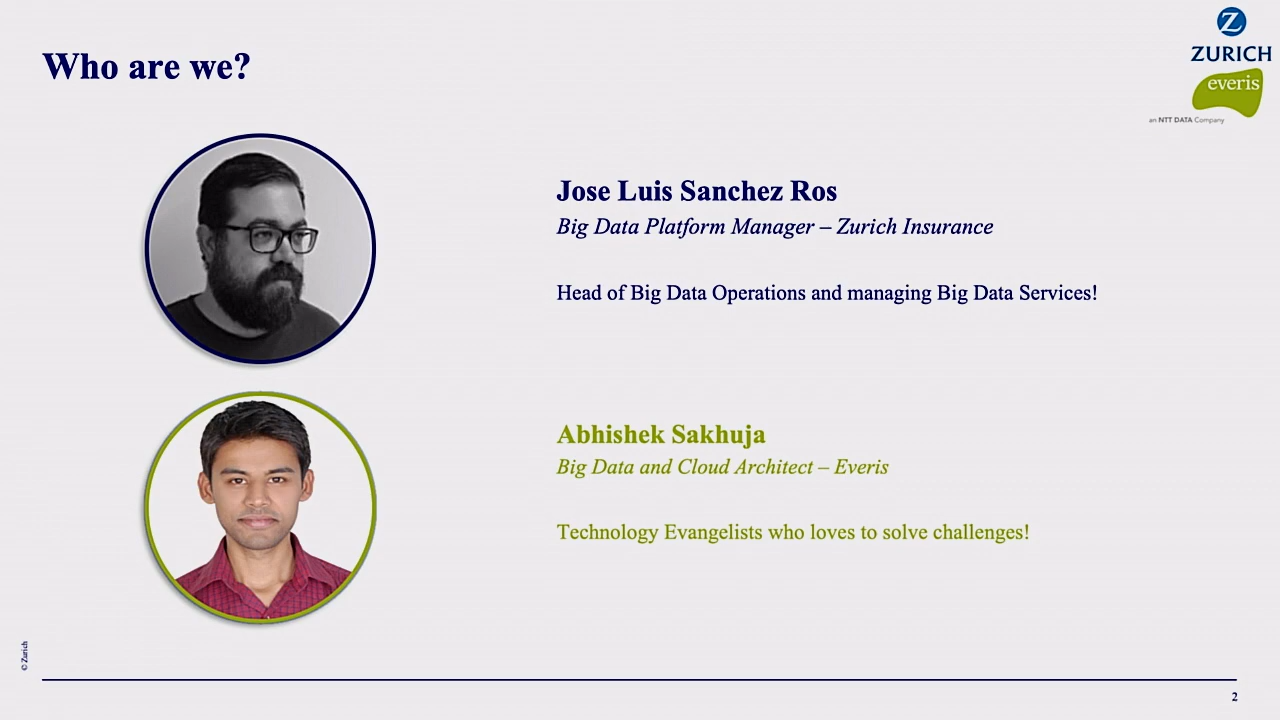 Who are we?
ZURICH
everis
an NTT DATA Company
Jose Luis Sanchez Ros
Big Data Platform Manager – Zurich Insurance
Head of Big Data Operations and managing Big Data Services!
Abhishek Sakhuja
Big Data and Cloud Architect – Everis
Technology Evangelists who loves to solve challenges!
© Zurich
2